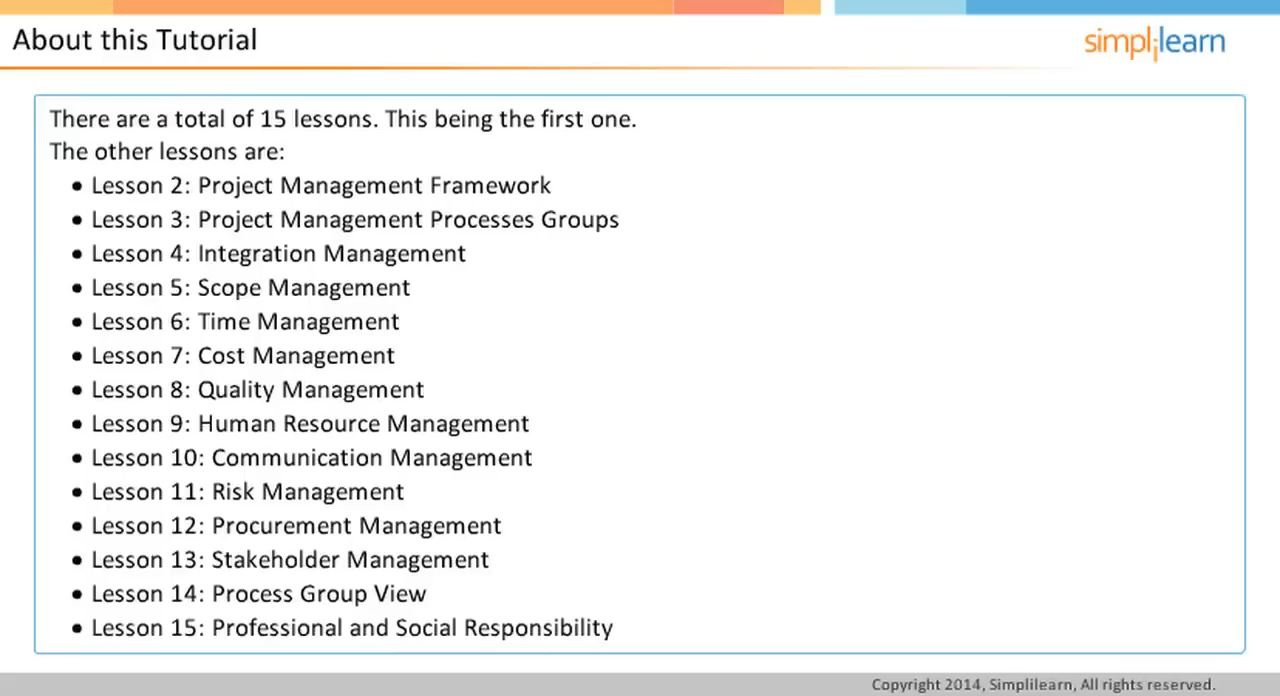 About this Tutorial
simplilearn
There are a total of 15 lessons. This being the first one.
The other lessons are:
• Lesson 2: Project Management Framework
• Lesson 3: Project Management Processes Groups
• Lesson 4: Integration Management
• Lesson 5: Scope Management
• Lesson 6: Time Management
• Lesson 7: Cost Management
• Lesson 8: Quality Management
• Lesson 9: Human Resource Management
• Lesson 10: Communication Management
• Lesson 11: Risk Management
• Lesson 12: Procurement Management
• Lesson 13: Stakeholder Management
• Lesson 14: Process Group View
• Lesson 15: Professional and Social Responsibility
Copyright 2014, Simplilearn, All rights reserved.